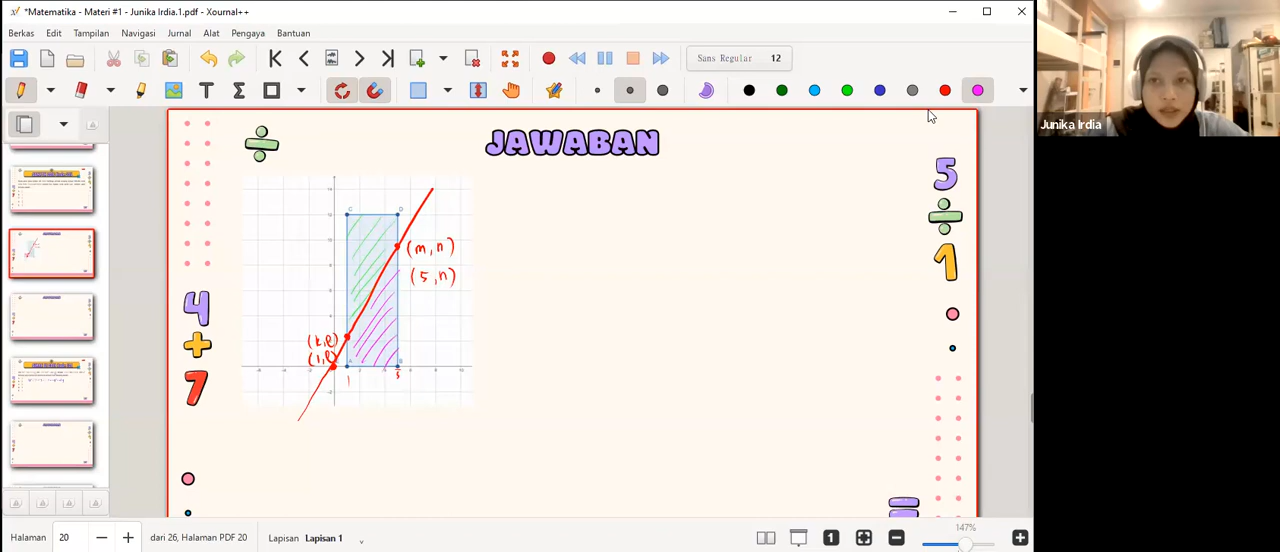 *Matematika - Materi #1 - Junika Irdia.1.pdf - Xournal++
Berkas Edit Tampilan Navigasi Jurnal Alat Pengaya Bantuan
Sans Regular 12
Junika Irdia
JAWABAN
C D
(m,n)
(5,n)
(k,l)
(1,l)
A B
1 5
4
+
7
5
÷
1
147%
Halaman 20 dari 26, Halaman PDF 20 Lapisan Lapisan 1